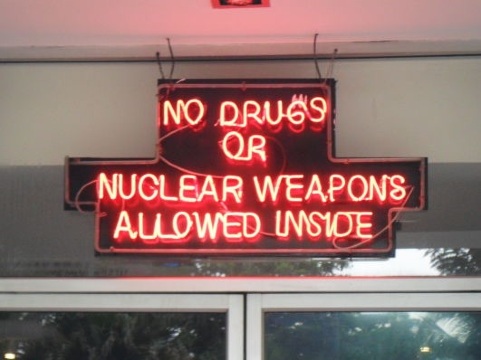 NO DRUGS
OR
NUCLEAR WEAPONS
ALLOWED INSIDE